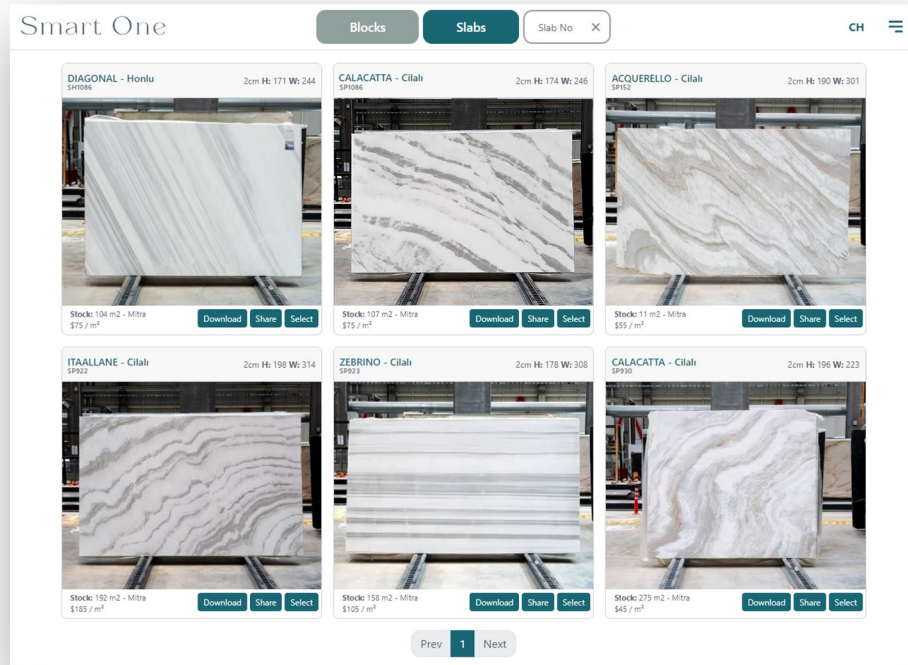 Smart One
Blocks
Slabs
Slab No ✕
CH
DIAGONAL - Honlu
SH1086
2cm H: 171 W: 244
Stock: 104 m2 - Mitra
$75 / m²
Download
Share
Select
CALACATTA - Cilalı
SP1086
2cm H: 174 W: 246
Stock: 107 m2 - Mitra
$75 / m²
Download
Share
Select
ACQUERELLO - Cilalı
SP152
2cm H: 190 W: 301
Stock: 11 m2 - Mitra
$55 / m²
Download
Share
Select
ITAALLANE - Cilalı
SP922
2cm H: 198 W: 314
Stock: 192 m2 - Mitra
$185 / m²
Download
Share
Select
ZEBRINO - Cilalı
SP923
2cm H: 178 W: 308
Stock: 158 m2 - Mitra
$105 / m²
Download
Share
Select
CALACATTA - Cilalı
SP930
2cm H: 196 W: 223
Stock: 275 m2 - Mitra
$45 / m²
Download
Share
Select
Prev
1
Next